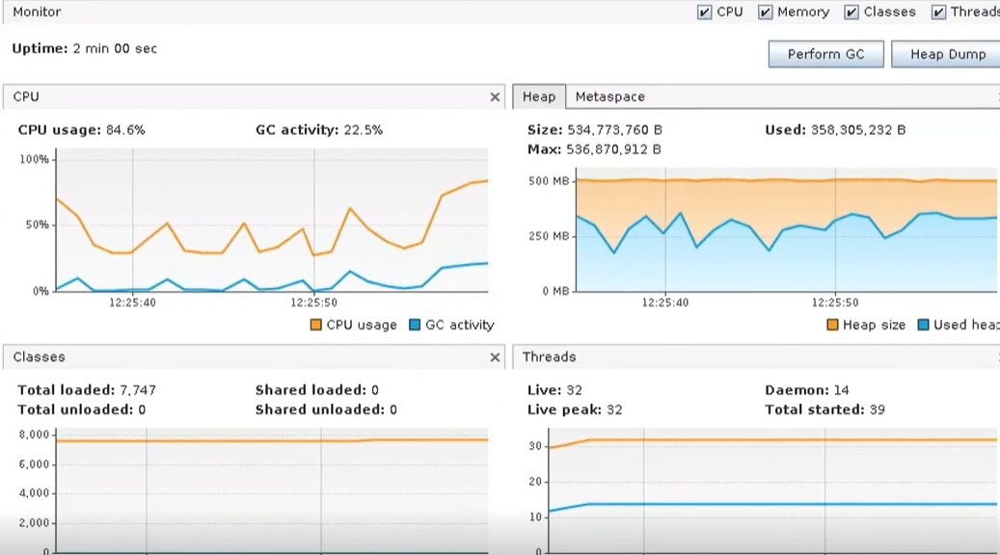 Monitor
CPU Memory Classes Threads
Uptime: 2 min 00 sec
Perform GC Heap Dump
CPU
CPU usage: 84.6% GC activity: 22.5%
100%
50%
0%
12:25:40 12:25:50
CPU usage GC activity
Heap Metaspace
Size: 534,773,760 B Used: 358,305,232 B
Max: 536,870,912 B
500 MB
250 MB
0 MB
12:25:40 12:25:50
Heap size Used heap
Classes
Total loaded: 7,747 Shared loaded: 0
Total unloaded: 0 Shared unloaded: 0
8,000
6,000
4,000
2,000
0
Threads
Live: 32 Daemon: 14
Live peak: 32 Total started: 39
30
20
10
0